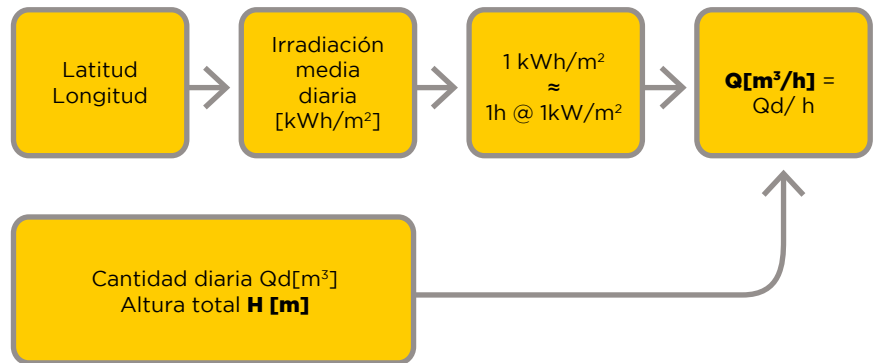 Latitud
Longitud
Irradiación
media
diaria
[kWh/m²]
1 kWh/m²
≈
1h @ 1kW/m²
Q[m³/h] =
Qd/ h
Cantidad diaria Qd[m³]
Altura total H [m]